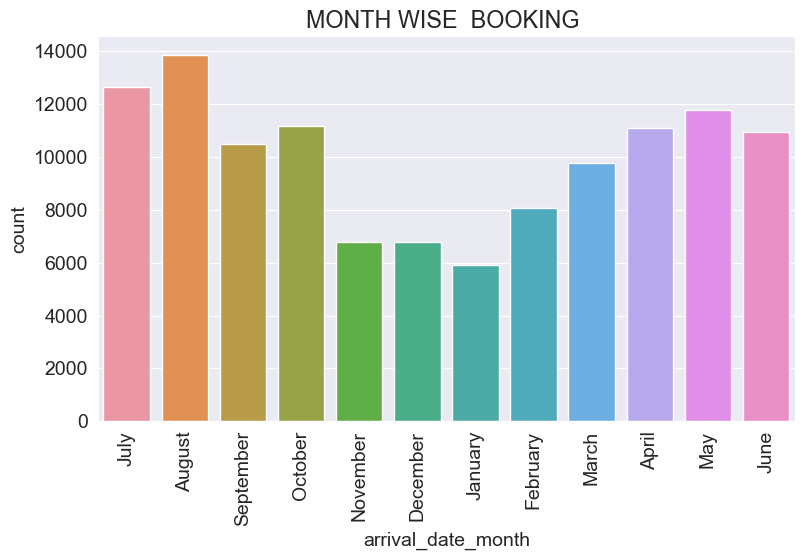 MONTH WISE  BOOKING
14000
12000
10000
8000
6000
4000
2000
0
count
July
August
September
October
November
December
January
February
March
April
May
June
arrival_date_month